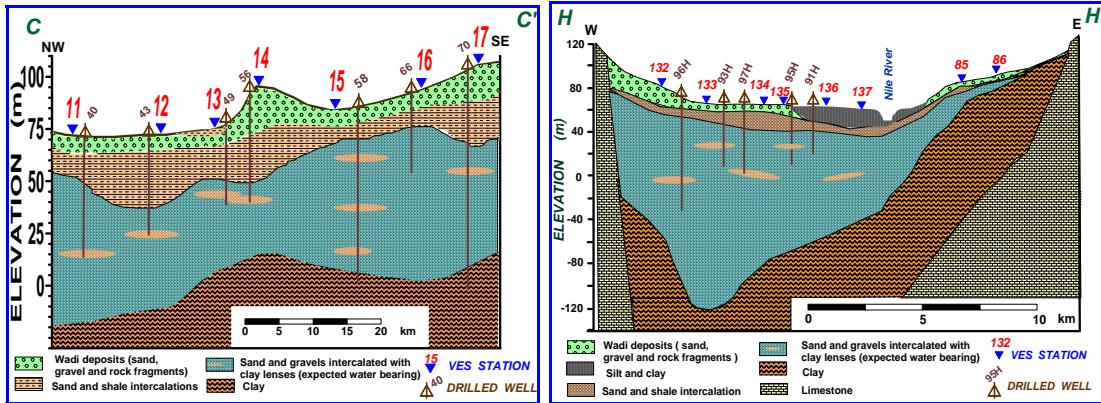 C
C'
NW
SE
11
12
13
14
15
16
17
40
43
49
56
58
66
70
100
75
50
25
0
ELEVATION (m)
0 5 10 15 20
km
Wadi deposits (sand,
gravel and rock fragments)
Sand and gravels intercalated with
clay lenses (expected water bearing)
Sand and shale intercalations
Clay
15
VES STATION
40
DRILLED WELL
H
H
W
E
120
80
40
0
-40
-80
-120
ELEVATION (m)
132
96H
133
93H
97H
134
135
95H
91H
136
137
Nile River
85
86
0 5 10
km
Wadi deposits ( sand,
gravel and rock fragments )
Silt and clay
Sand and shale intercalation
Sand and gravels intercalated with
clay lenses (expected water bearing)
Clay
Limestone
132
VES STATION
95H
DRILLED WELL